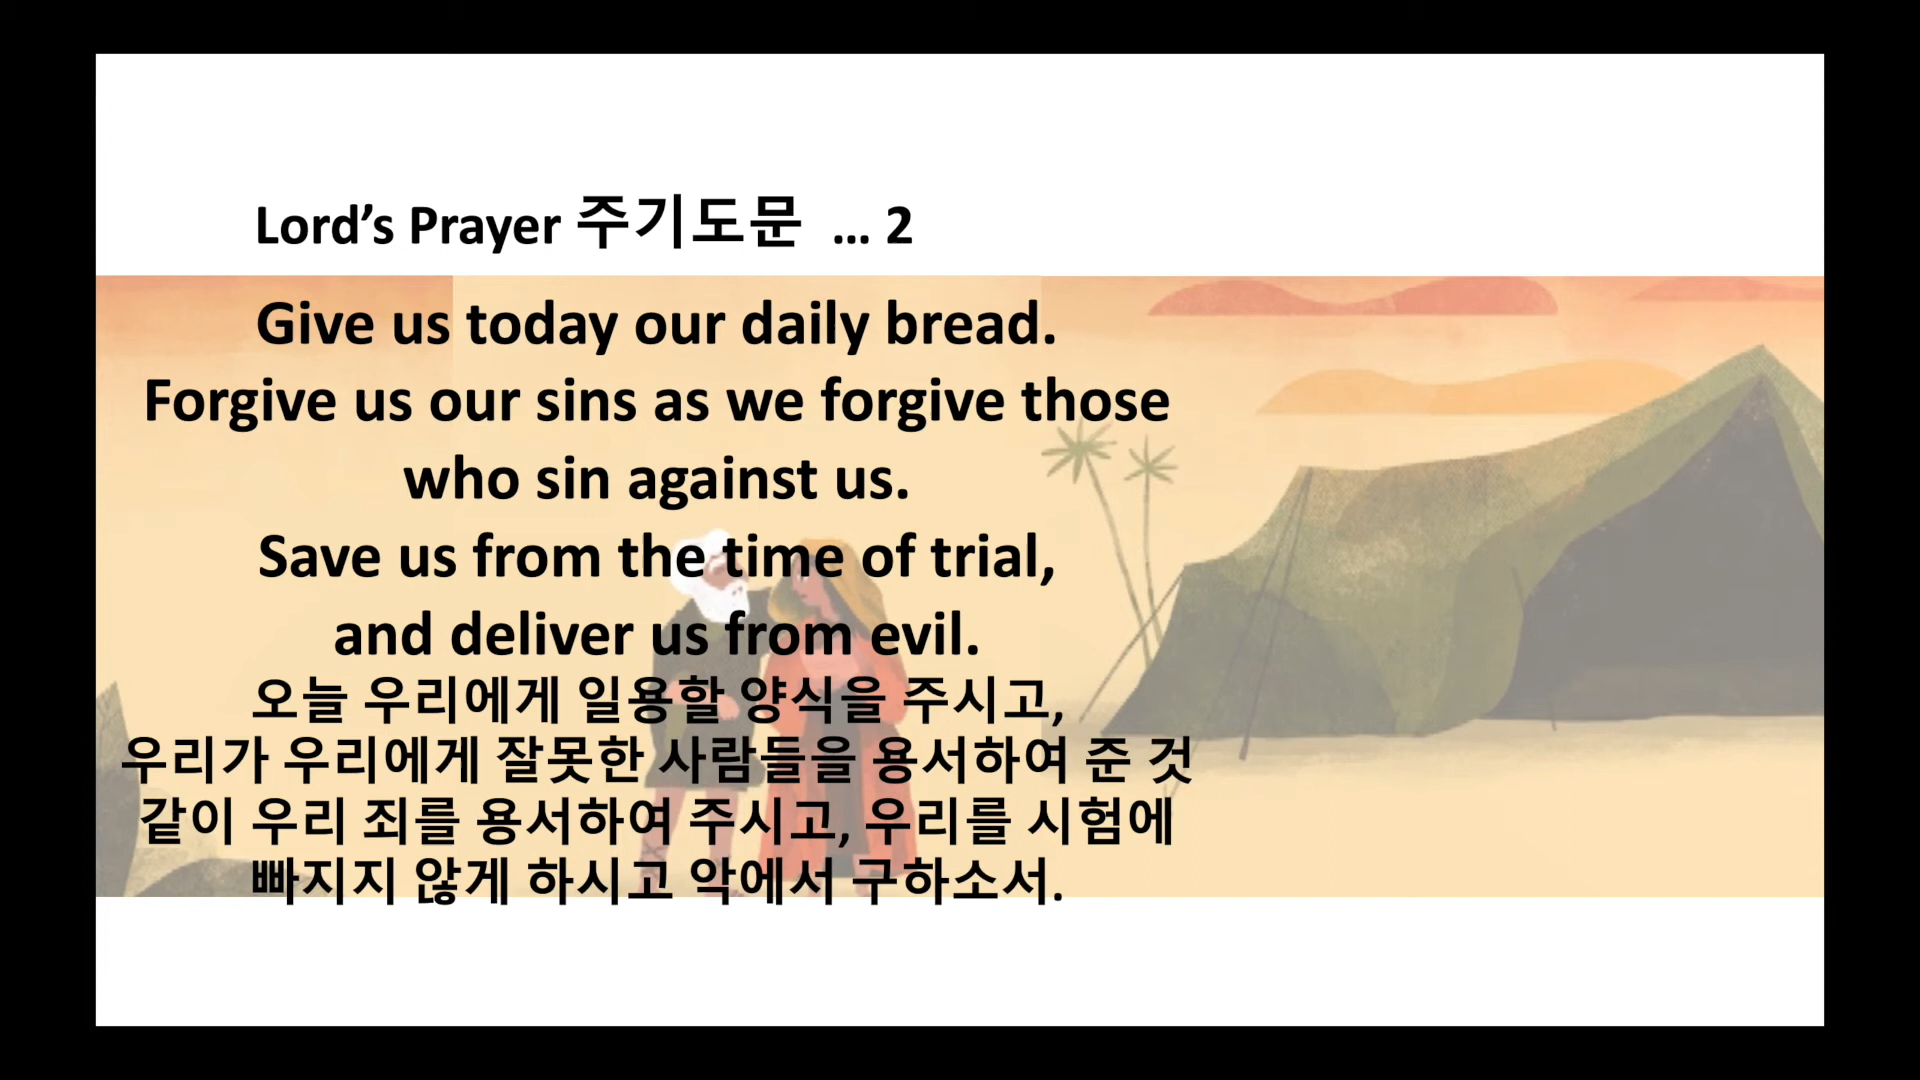 Lord’s Prayer 주기도문 ... 2
Give us today our daily bread.
Forgive us our sins as we forgive those
who sin against us.
Save us from the time of trial,
and deliver us from evil.
오늘 우리에게 일용할 양식을 주시고,
우리가 우리에게 잘못한 사람들을 용서하여 준 것
같이 우리 죄를 용서하여 주시고, 우리를 시험에
빠지지 않게 하시고 악에서 구하소서.